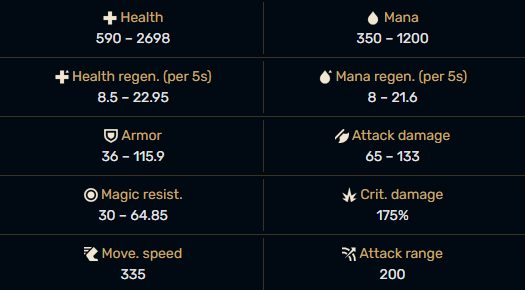 Health
Mana
590 – 2698
350 – 1200
Health regen. (per 5s)
Mana regen. (per 5s)
8.5 – 22.95
8 – 21.6
Armor
Attack damage
36 – 115.9
65 – 133
Magic resist.
Crit. damage
30 – 64.85
175%
Move. speed
Attack range
335
200